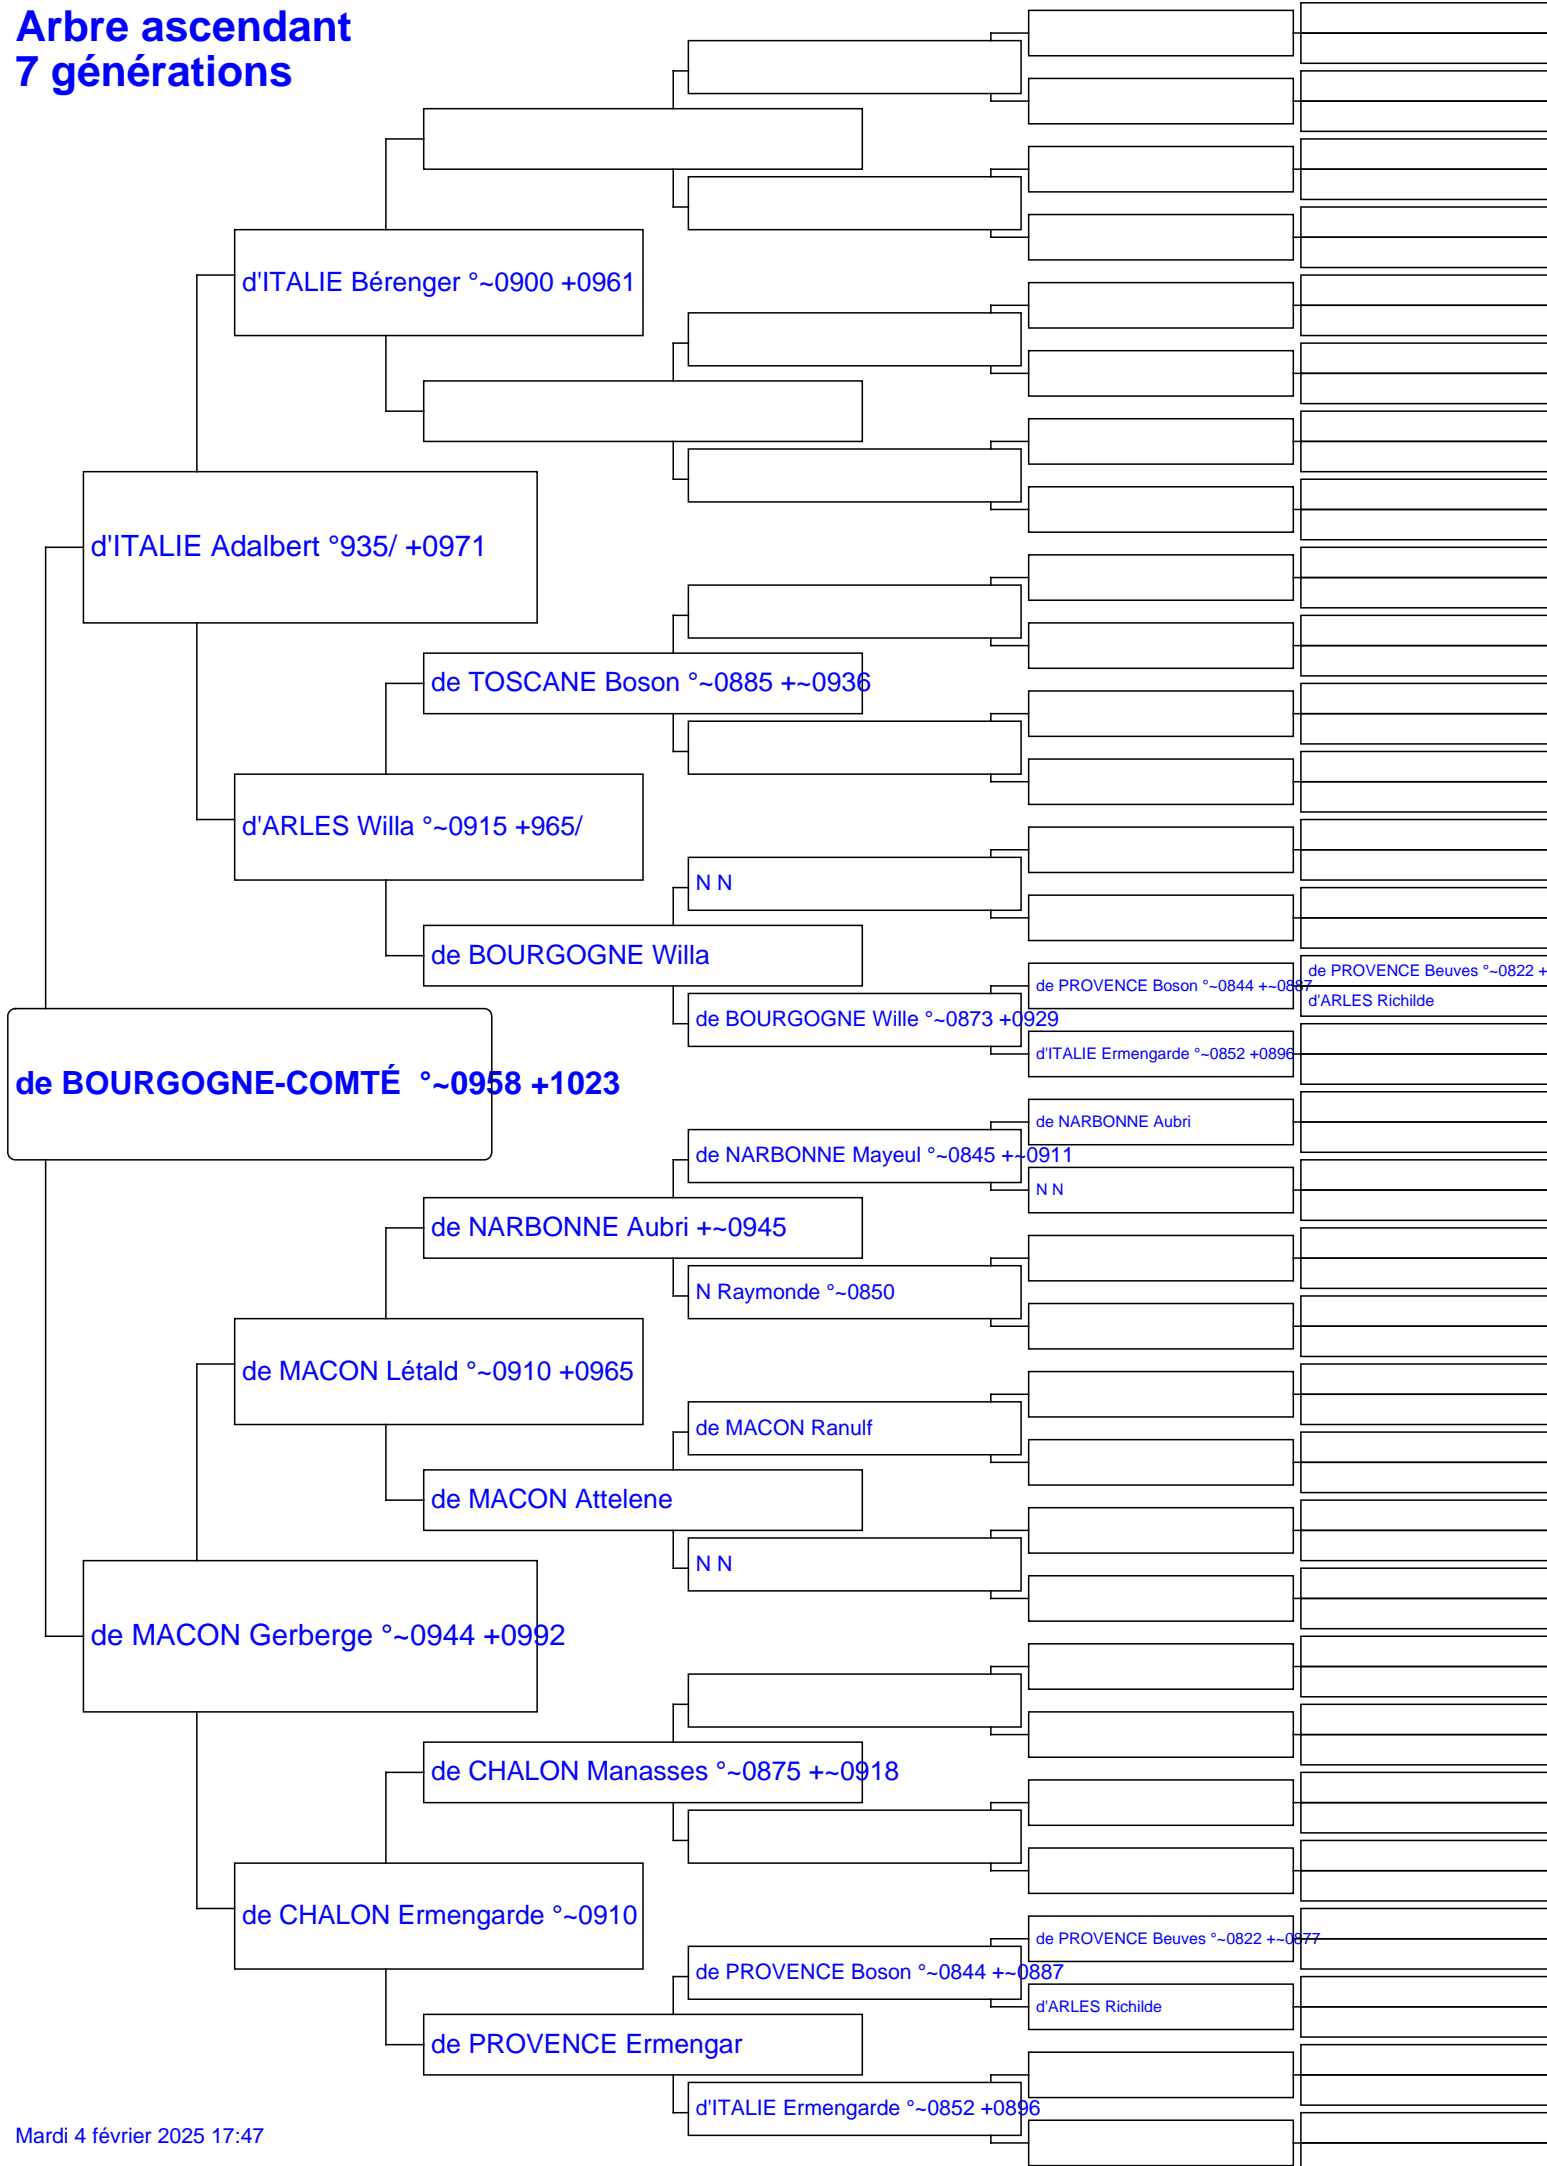 Arbre ascendant
7 générations
d'ITALIE Bérenger °~0900 +0961
d'ITALIE Adalbert °935/ +0971
de TOSCANE Boson °~0885 +~0936
d'ARLES Willa °~0915 +965/
N N
de BOURGOGNE Willa
de PROVENCE Beuves °~0822 +
de PROVENCE Boson °~0844 +~0887
d'ARLES Richilde
de BOURGOGNE Wille °~0873 +0929
d'ITALIE Ermengarde °~0852 +0896
de BOURGOGNE-COMTÉ °~0958 +1023
de NARBONNE Aubri
de NARBONNE Mayeul °~0845 +~0911
N N
de NARBONNE Aubri +~0945
N Raymonde °~0850
de MACON Létald °~0910 +0965
de MACON Ranulf
de MACON Attelene
N N
de MACON Gerberge °~0944 +0992
de CHALON Manasses °~0875 +~0918
de CHALON Ermengarde °~0910
de PROVENCE Beuves °~0822 +~0877
de PROVENCE Boson °~0844 +~0887
d'ARLES Richilde
de PROVENCE Ermengar
d'ITALIE Ermengarde °~0852 +0896
Mardi 4 février 2025 17:47